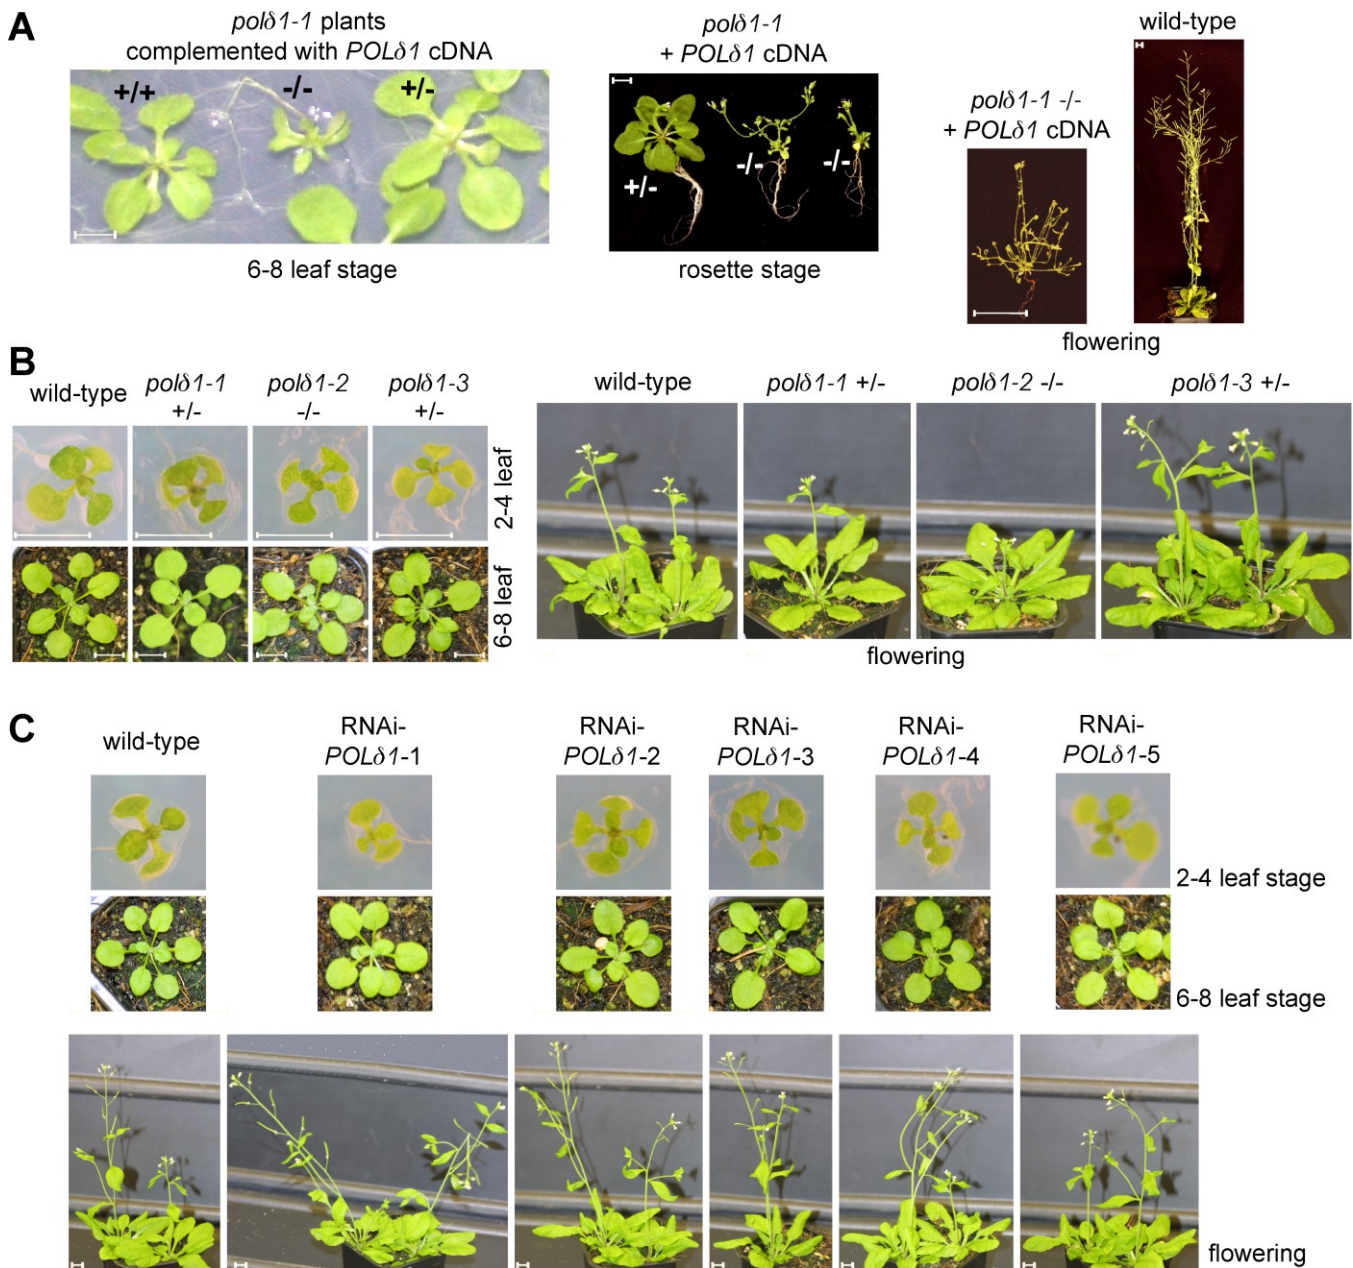 A
polδ1-1 plants
complemented with POLδ1 cDNA
+/+
-/-
+/-
6-8 leaf stage
polδ1-1
+ POLδ1 cDNA
+/-
-/-
-/-
rosette stage
polδ1-1 -/-
+ POLδ1 cDNA
wild-type
flowering
B
wild-type
polδ1-1
+/-
polδ1-2
-/-
polδ1-3
+/-
2-4 leaf
6-8 leaf
wild-type
polδ1-1 +/-
polδ1-2 -/-
polδ1-3 +/-
flowering
C
wild-type
RNAi-
POLδ1-1
RNAi-
POLδ1-2
RNAi-
POLδ1-3
RNAi-
POLδ1-4
RNAi-
POLδ1-5
2-4 leaf stage
6-8 leaf stage
flowering